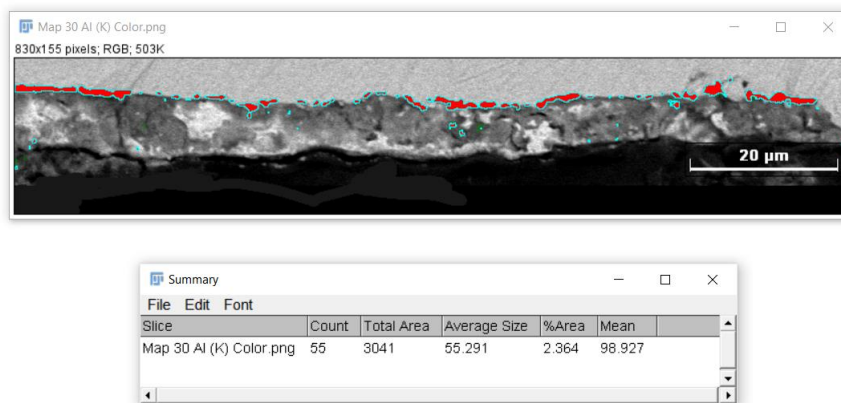 Map 30 Al (K) Color.png
830x155 pixels; RGB; 503K
20 µm
Summary
File Edit Font
Slice Count Total Area Average Size %Area Mean
Map 30 Al (K) Color.png 55 3041 55.291 2.364 98.927